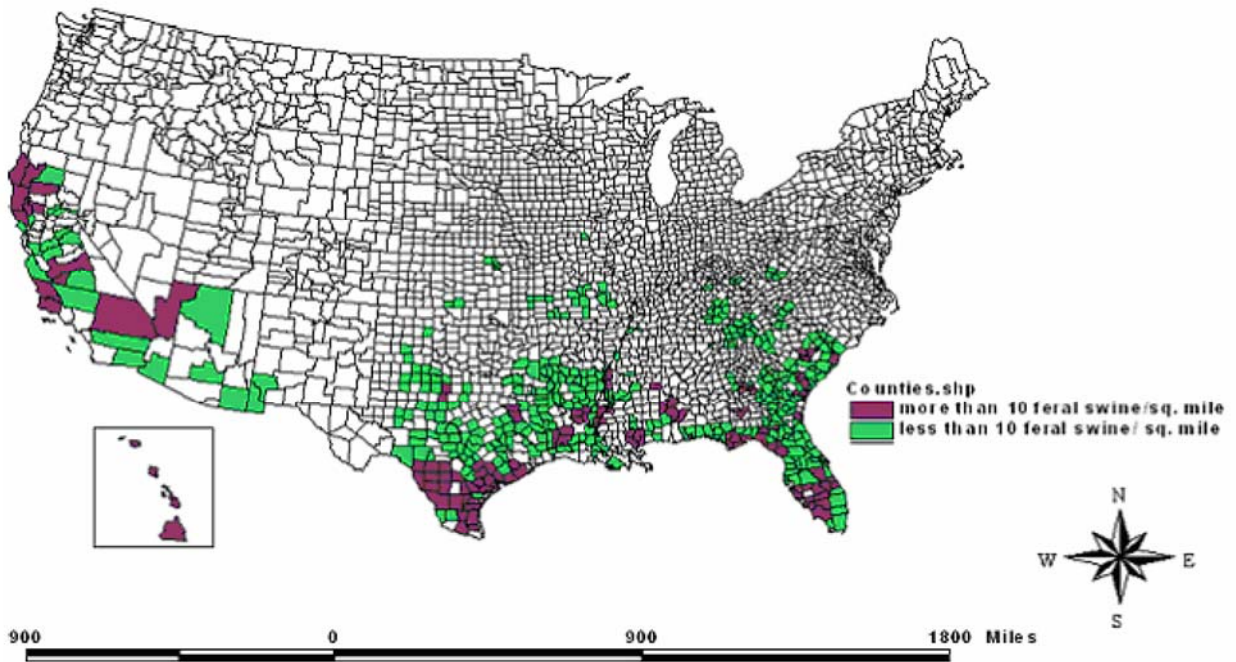 Counties.shp
more than 10 feral swine/sq. mile
less than 10 feral swine/ sq. mile
N
W E
S
900 0 900 1800 Miles